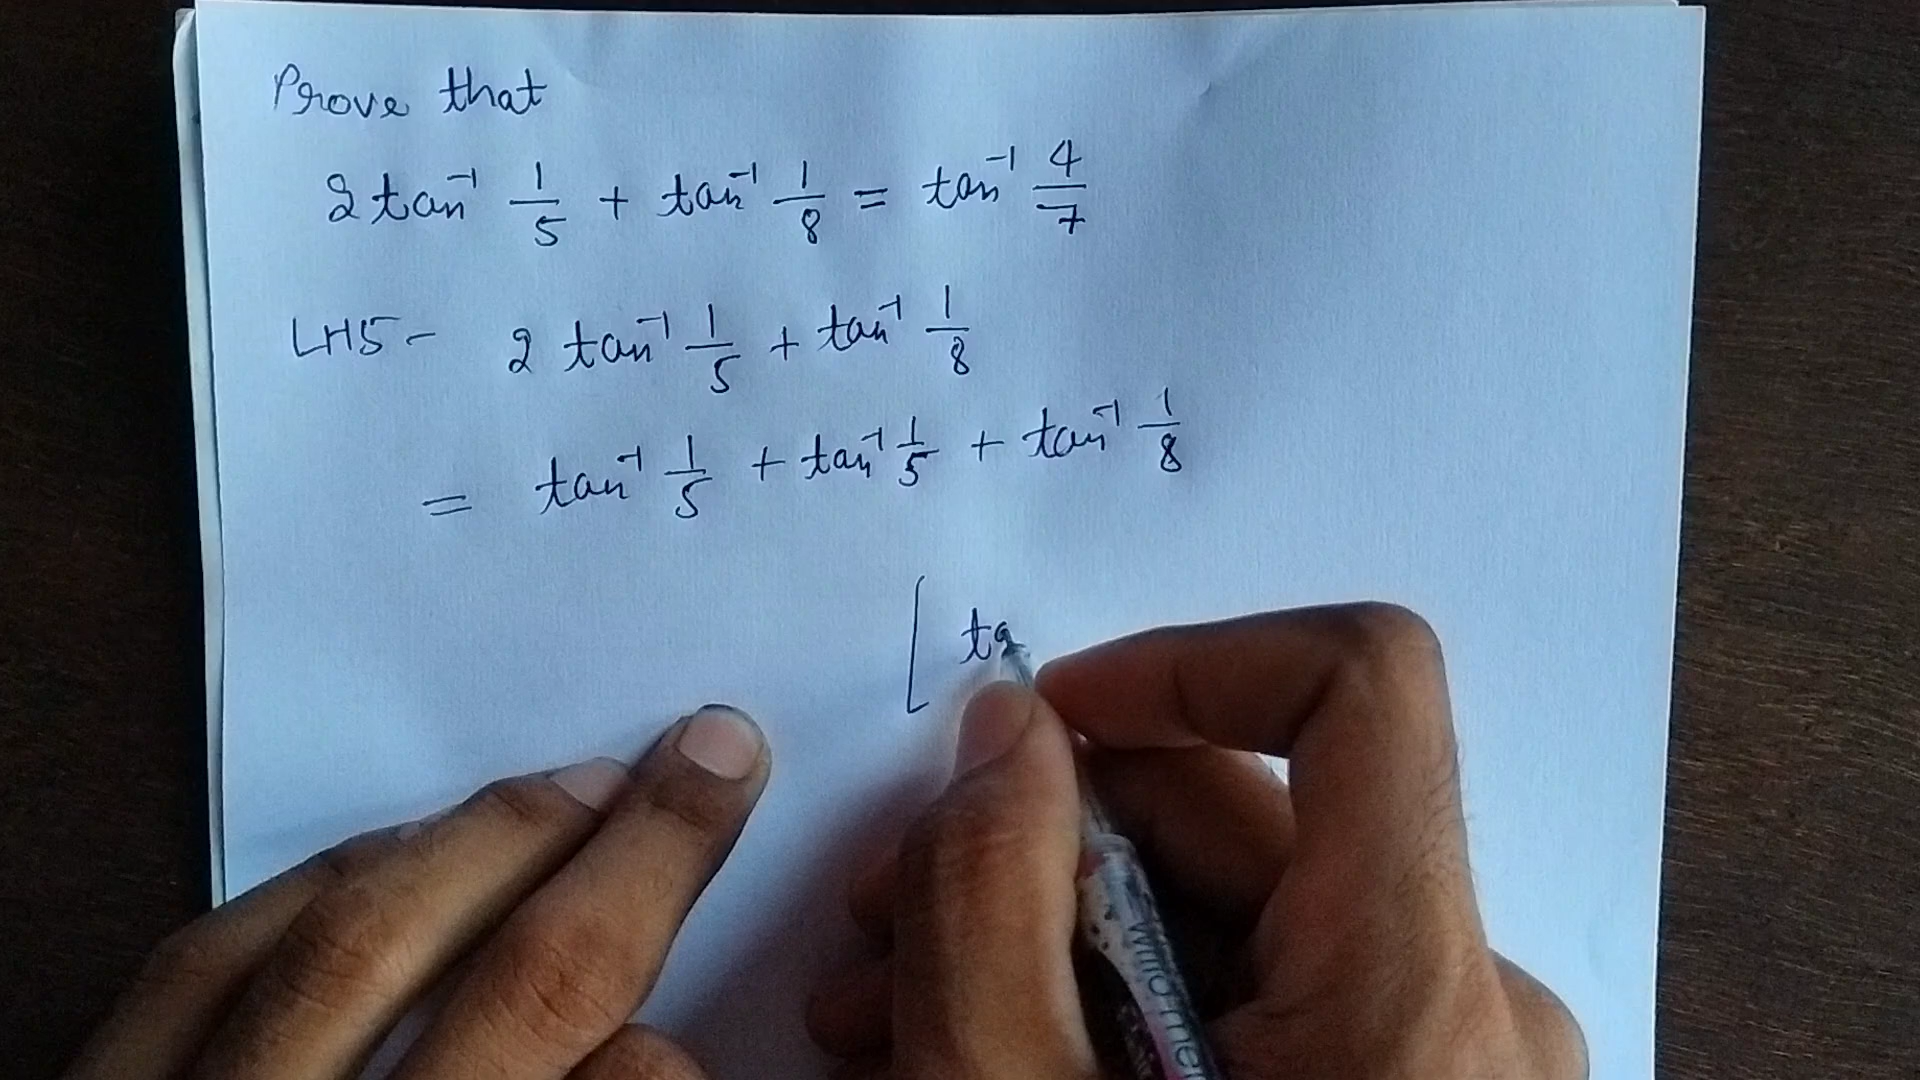 Prove that
2 tan⁻¹ 1/5 + tan⁻¹ 1/8 = tan⁻¹ 4/7
LHS - 2 tan⁻¹ 1/5 + tan⁻¹ 1/8
= tan⁻¹ 1/5 + tan⁻¹ 1/5 + tan⁻¹ 1/8
[ ta